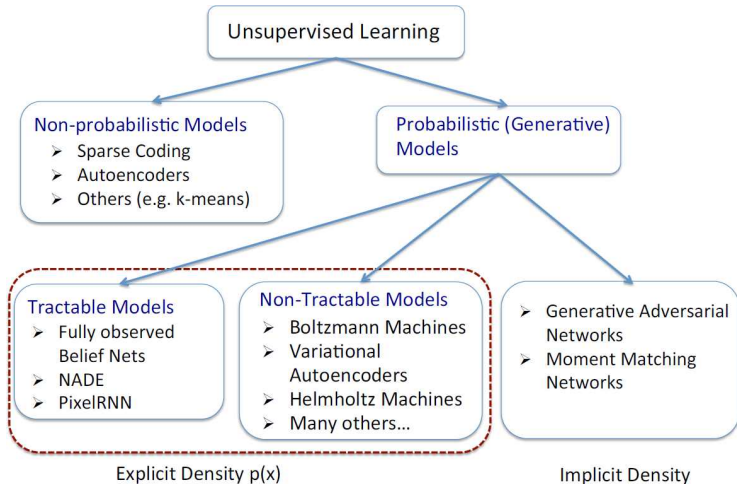 Unsupervised Learning
Non-probabilistic Models
➢ Sparse Coding
➢ Autoencoders
➢ Others (e.g. k-means)
Probabilistic (Generative)
Models
Tractable Models
➢ Fully observed
Belief Nets
➢ NADE
➢ PixelRNN
Non-Tractable Models
➢ Boltzmann Machines
➢ Variational
Autoencoders
➢ Helmholtz Machines
➢ Many others…
➢ Generative Adversarial
Networks
➢ Moment Matching
Networks
Explicit Density p(x)
Implicit Density